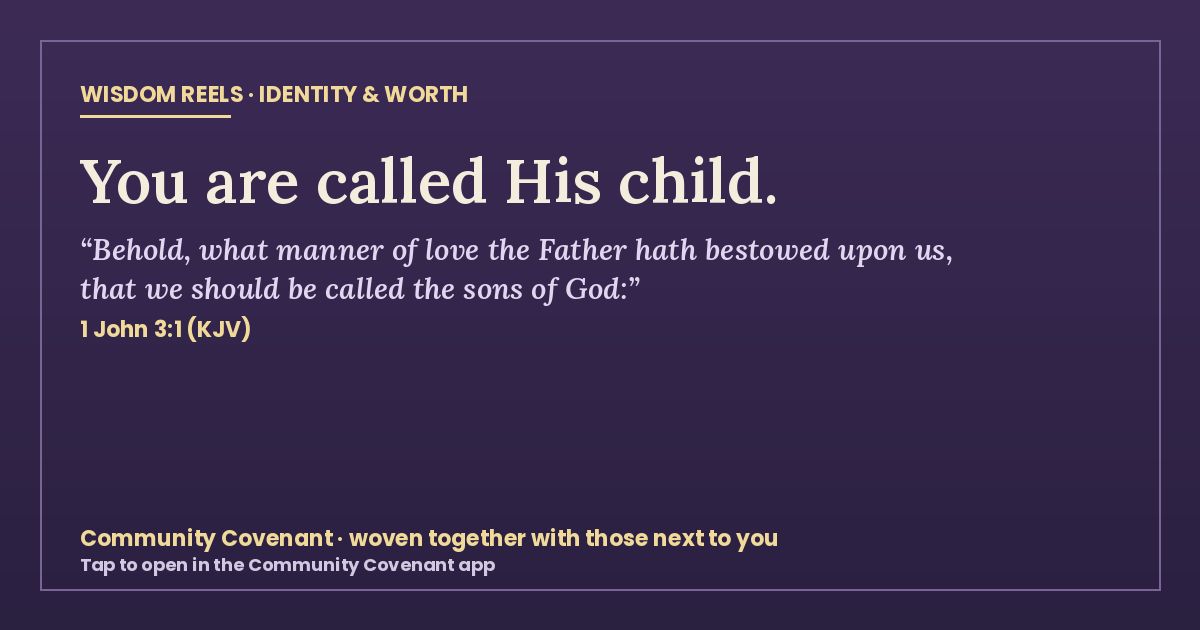 WISDOM REELS · IDENTITY & WORTH
You are called His child.
“Behold, what manner of love the Father hath bestowed upon us,
that we should be called the sons of God:”
1 John 3:1 (KJV)
Community Covenant · woven together with those next to you
Tap to open in the Community Covenant app